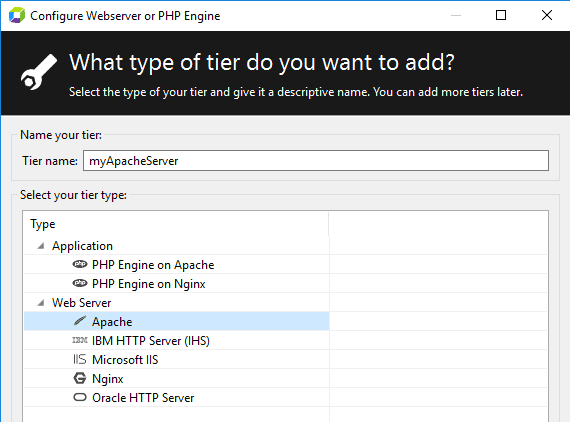 Configure Webserver or PHP Engine
What type of tier do you want to add?
Select the type of your tier and give it a descriptive name. You can add more tiers later.
Name your tier:
Tier name: myApacheServer
Select your tier type:
Type
Application
php PHP Engine on Apache
php PHP Engine on Nginx
Web Server
Apache
IBM IBM HTTP Server (IHS)
IIS Microsoft IIS
G Nginx
Oracle HTTP Server